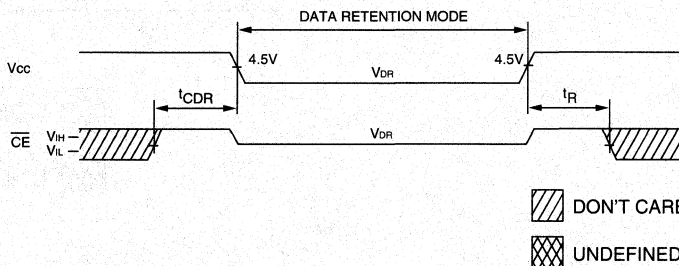 DATA RETENTION MODE
4.5V
4.5V
Vcc
VDR
tCDR
tR
CE
VIH
VIL
VDR
DON'T CARE
UNDEFINED